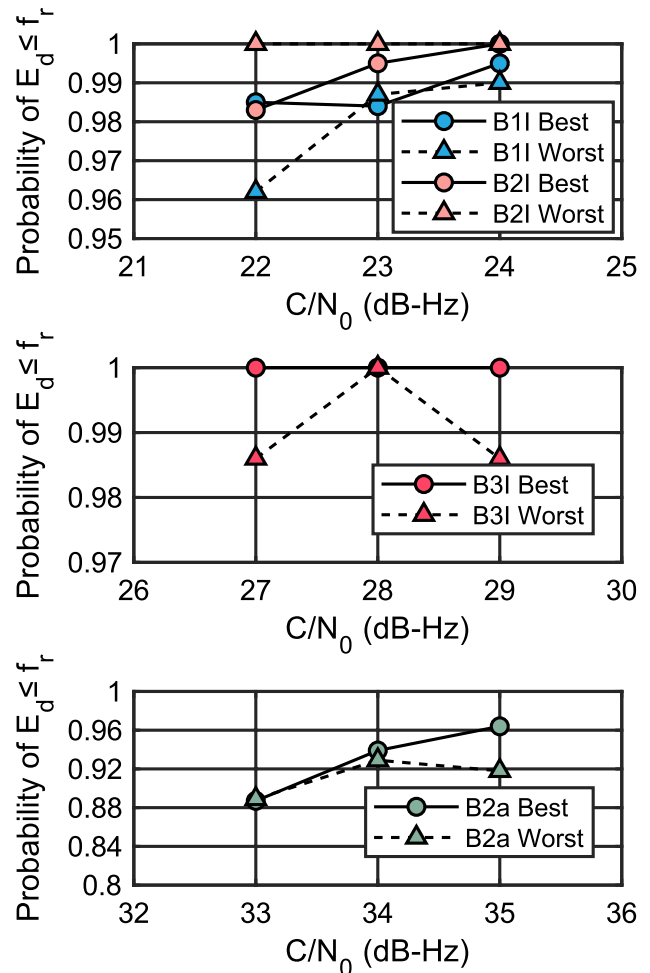 Probability of E_d ≤ f_r
1
0.99
0.98
0.97
0.96
0.95
B1I Best
B1I Worst
B2I Best
B2I Worst
21 22 23 24 25
C/N_0 (dB-Hz)
Probability of E_d ≤ f_r
1
0.99
0.98
0.97
B3I Best
B3I Worst
26 27 28 29 30
C/N_0 (dB-Hz)
Probability of E_d ≤ f_r
1
0.96
0.92
0.88
0.84
0.8
B2a Best
B2a Worst
32 33 34 35 36
C/N_0 (dB-Hz)